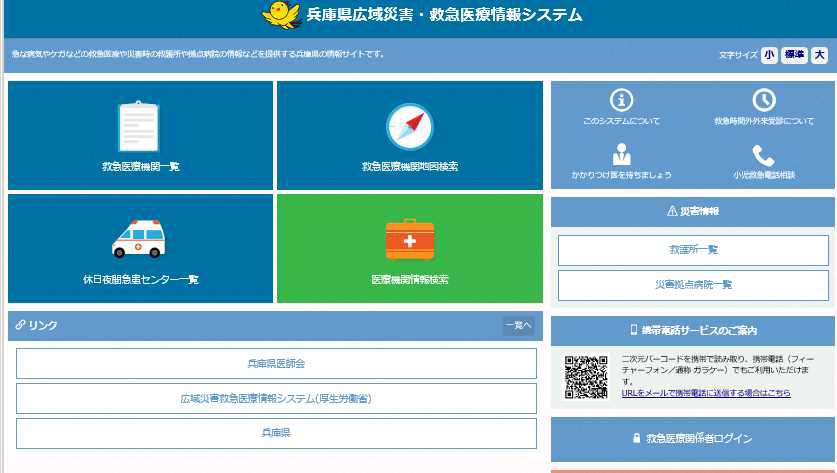 兵庫県広域災害・救急医療情報システム
急な病気やケガなどの救急医療や災害時の救護所や拠点病院の情報などを提供する兵庫県の情報サイトです。
文字サイズ 小 標準 大
救急医療機関一覧
救急医療機関地図検索
休日夜間急患センター一覧
医療機関情報検索
リンク
一覧へ
兵庫県医師会
広域災害救急医療情報システム(厚生労働省)
兵庫県
このシステムについて
救急時間外外来受診について
かかりつけ医を持ちましょう
小児救急電話相談
災害情報
救護所一覧
災害拠点病院一覧
携帯電話サービスのご案内
二次元バーコードを携帯で読み取り、携帯電話（フィー
チャーフォン／通称 ガラケー）でもご利用いただけま
す。
URLをメールで携帯電話に送信する場合はこちら
救急医療関係者ログイン